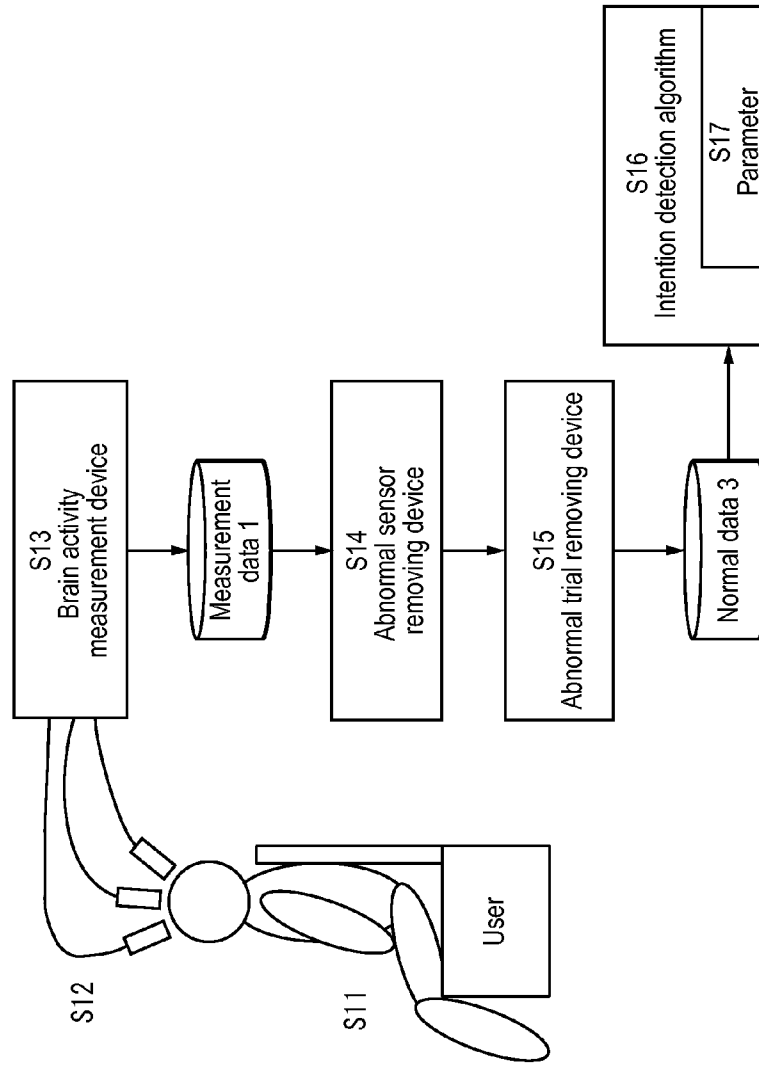 S12
S11
User
S13
Brain activity
measurement device
Measurement
data 1
S14
Abnormal sensor
removing device
S15
Abnormal trial removing device
Normal data 3
S16
Intention detection algorithm
S17
Parameter